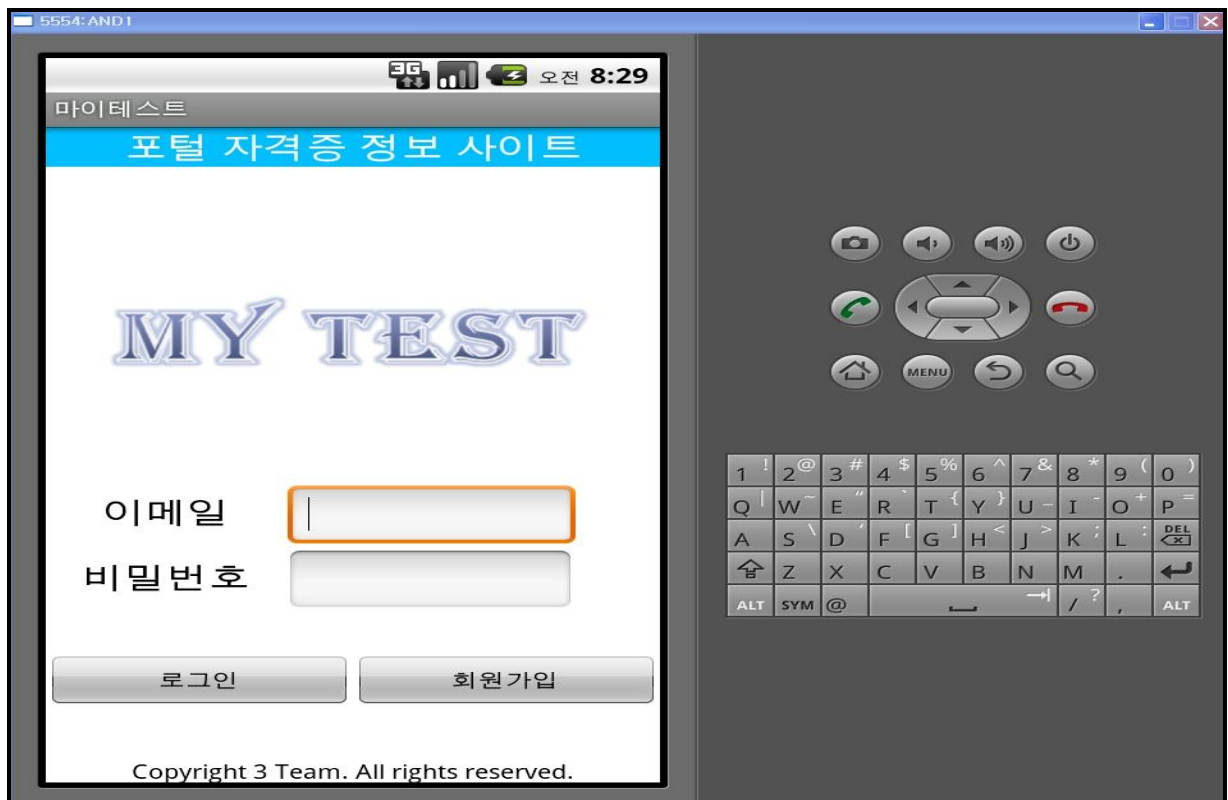 5554:AND1
3G 오전 8:29
마이테스트
포털 자격증 정보 사이트
MY TEST
이메일
비밀번호
로그인 회원가입
Copyright 3 Team. All rights reserved.
MENU
1 ! 2 @ 3 # 4 $ 5 % 6 ^ 7 & 8 * 9 ( 0 )
Q | W ~ E " R ` T { Y } U _ I - O + P =
A S \ D ' F [ G ] H < J > K ; L : DEL
Z X C V B N M .
ALT SYM @ / ? , ALT